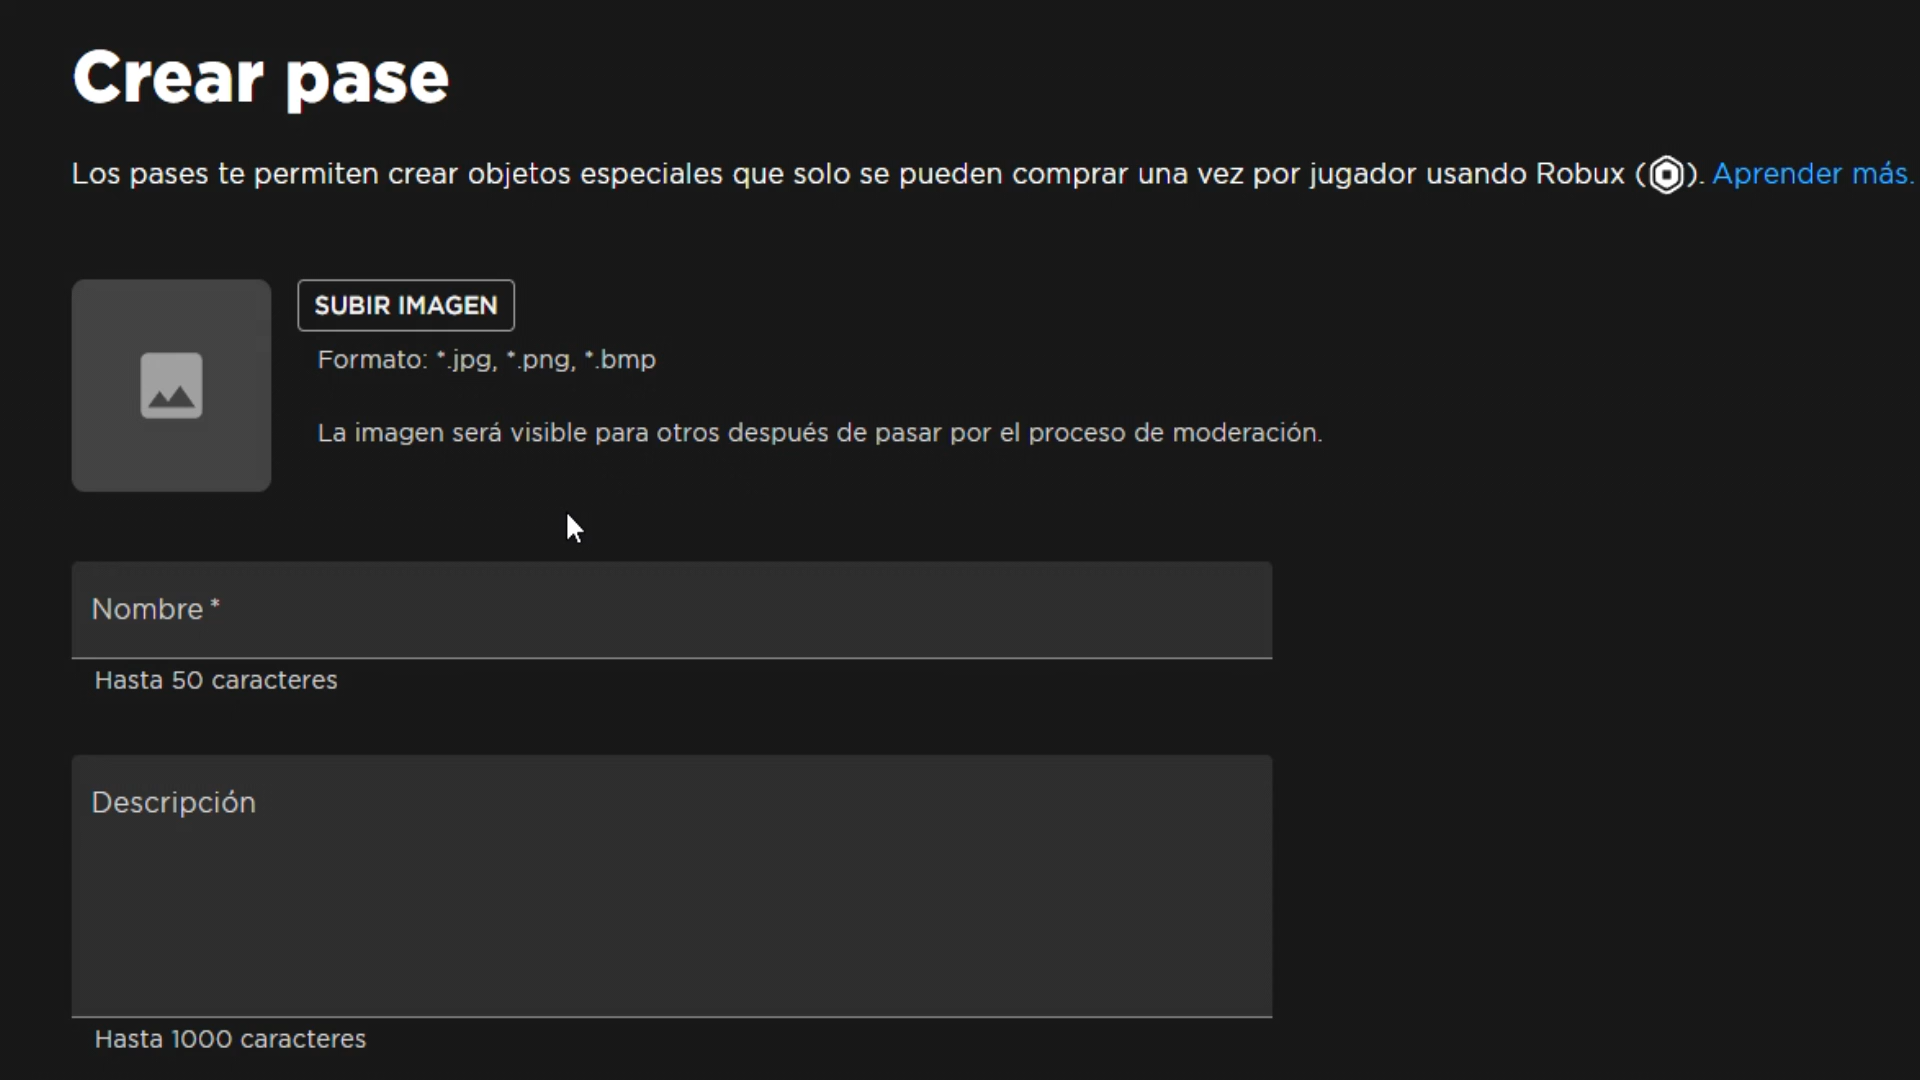 Crear pase
Los pases te permiten crear objetos especiales que solo se pueden comprar una vez por jugador usando Robux (). Aprender más.
SUBIR IMAGEN
Formato: *.jpg, *.png, *.bmp
La imagen será visible para otros después de pasar por el proceso de moderación.
Nombre *
Hasta 50 caracteres
Descripción
Hasta 1000 caracteres